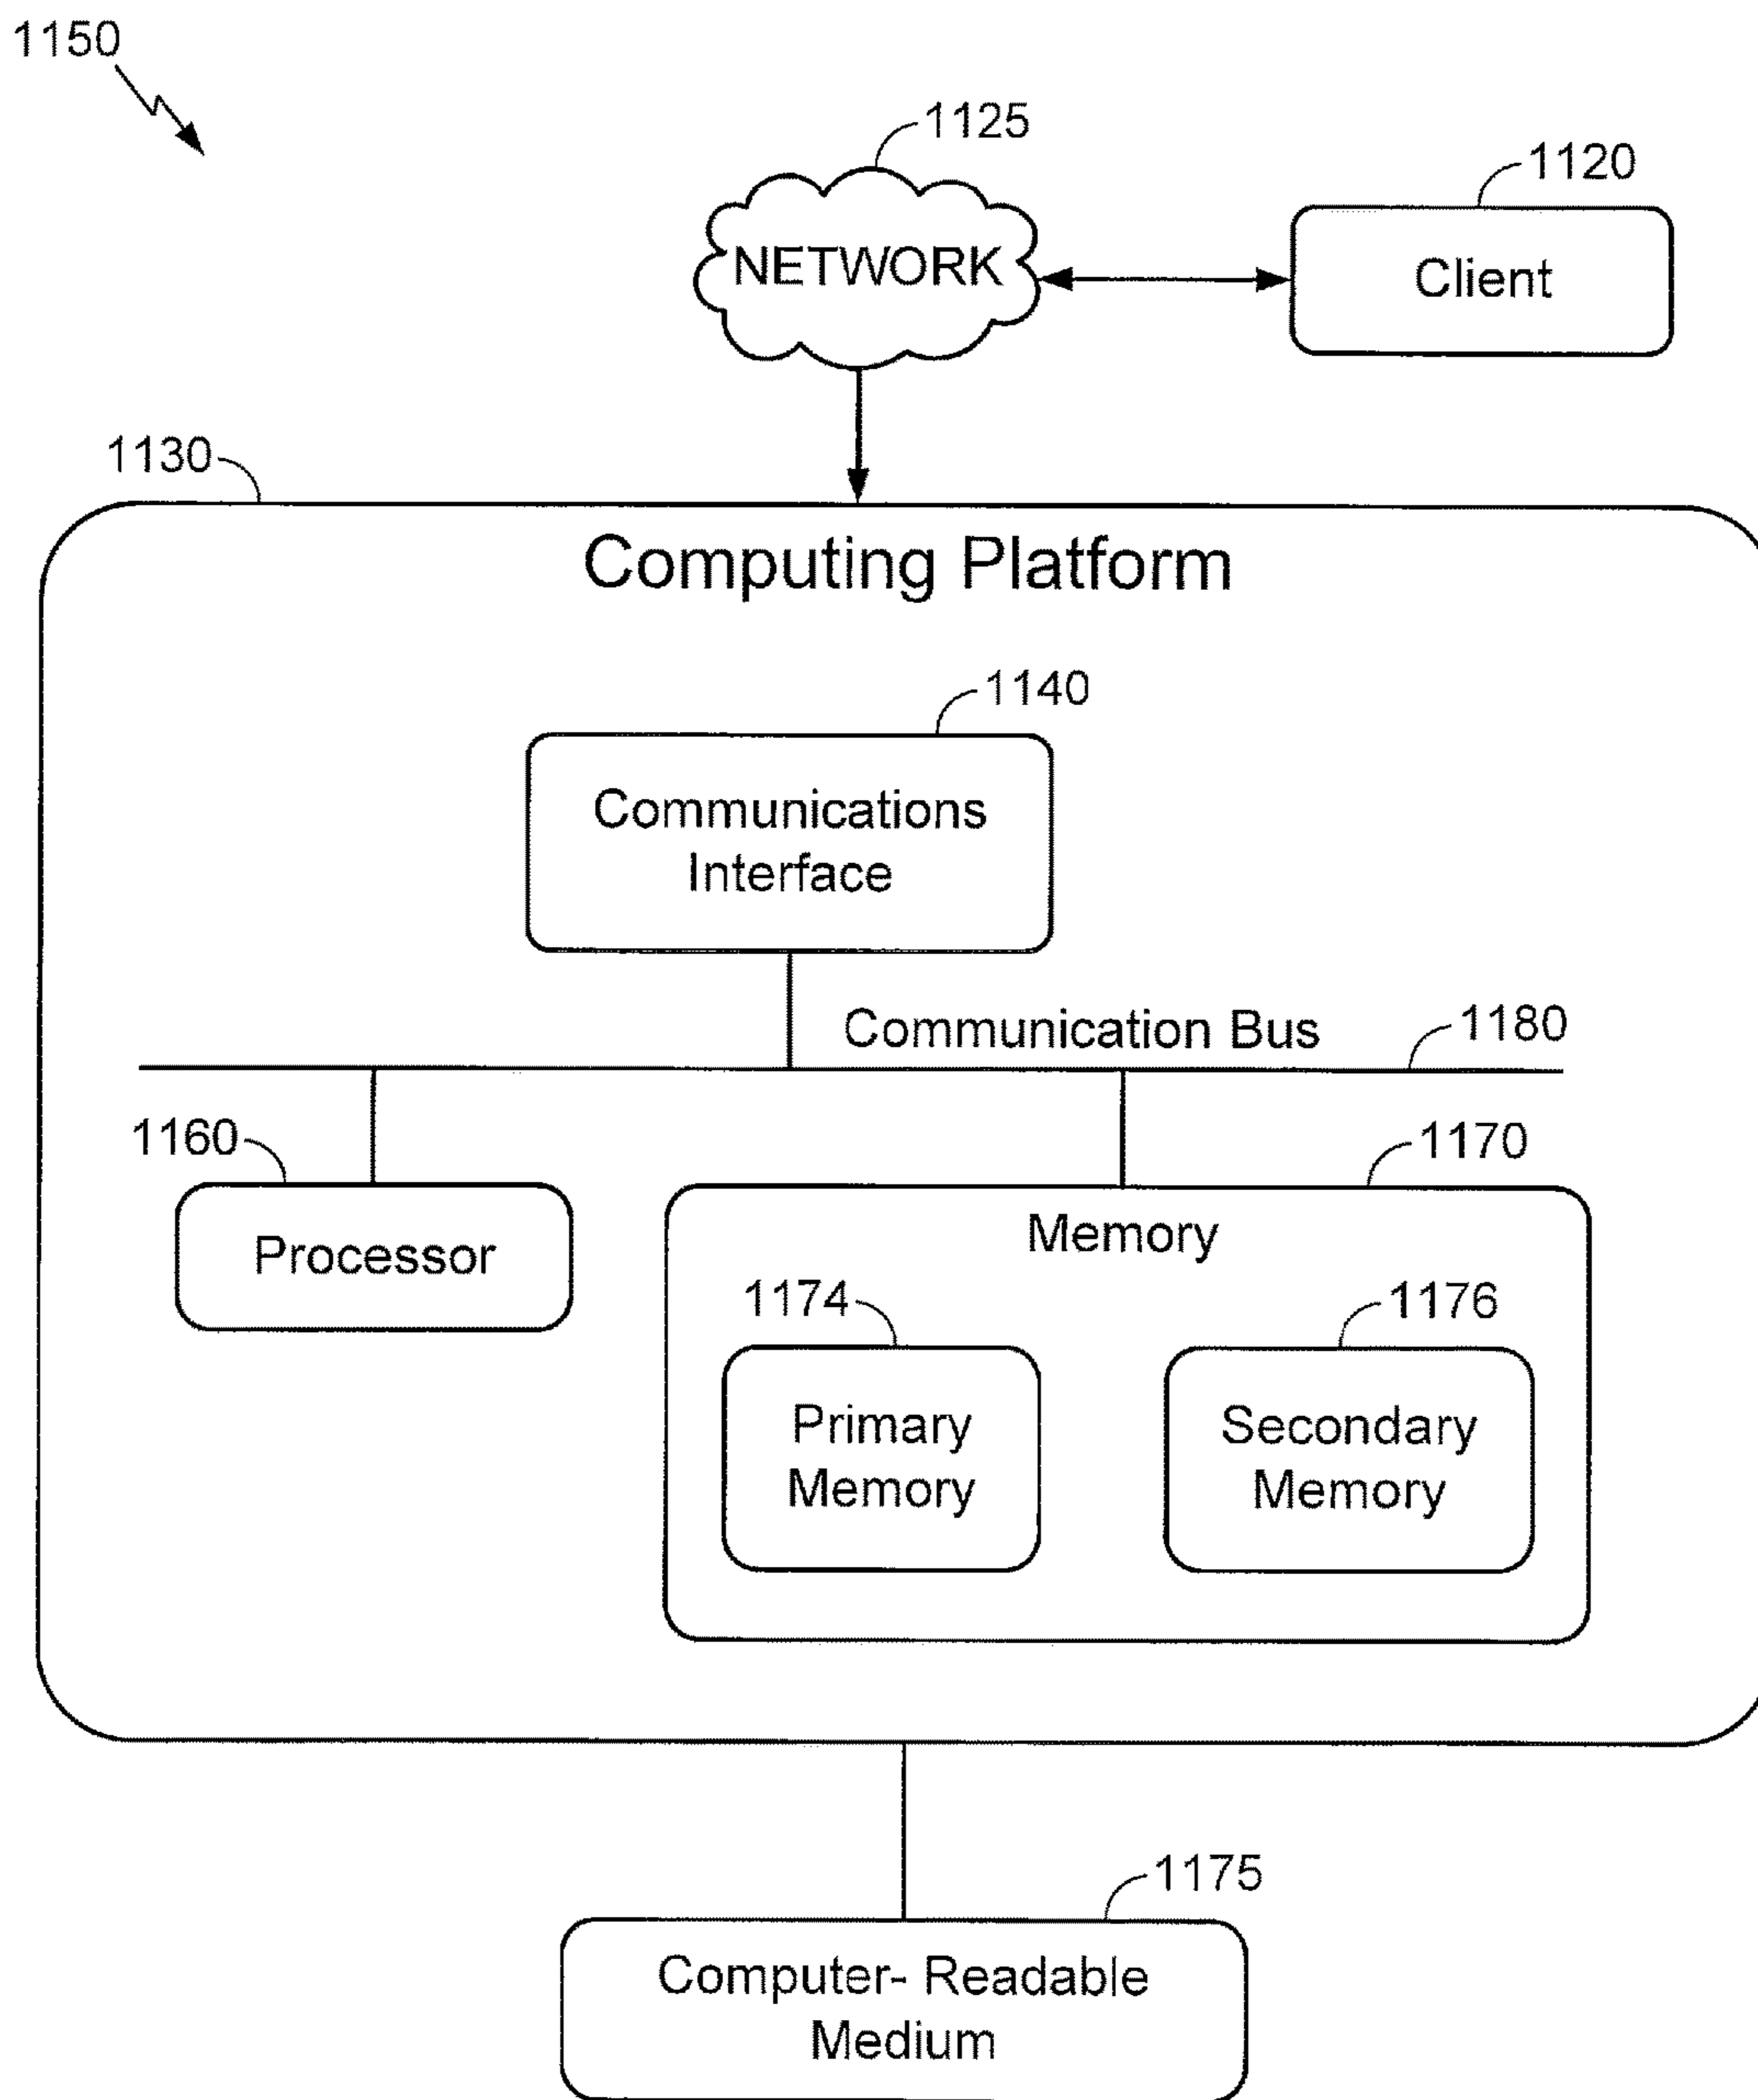 1150
1125
1120
NETWORK
Client
1130
Computing Platform
1140
Communications
Interface
Communication Bus
1180
1160
1170
Processor
Memory
1174
1176
Primary
Memory
Secondary
Memory
1175
Computer- Readable
Medium